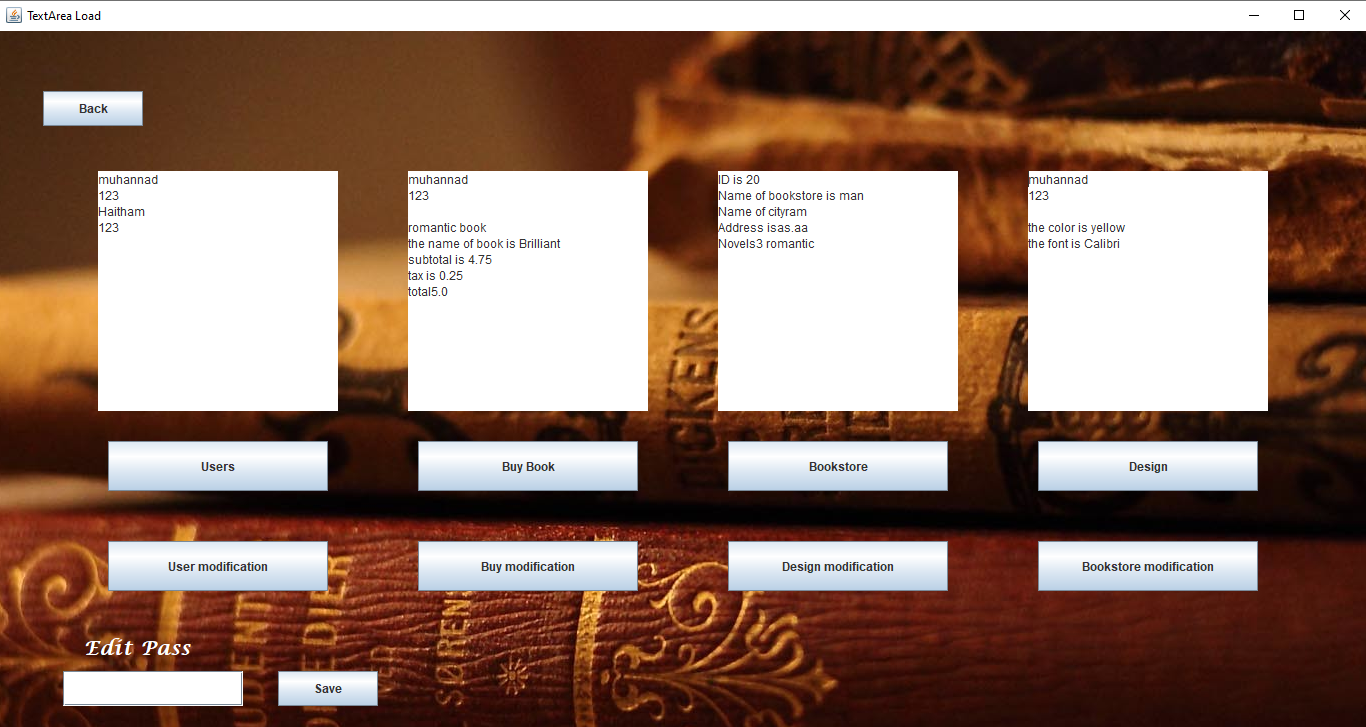 TextArea Load
Back
muhannad
123
Haitham
123
muhannad
123
romantic book
the name of book is Brilliant
subtotal is 4.75
tax is 0.25
total5.0
ID is 20
Name of bookstore is man
Name of cityram
Address isas.aa
Novels3 romantic
muhannad
123
the color is yellow
the font is Calibri
DICKENS
Users
Buy Book
Bookstore
Design
User modification
Buy modification
Design modification
Bookstore modification
Edit Pass
Save